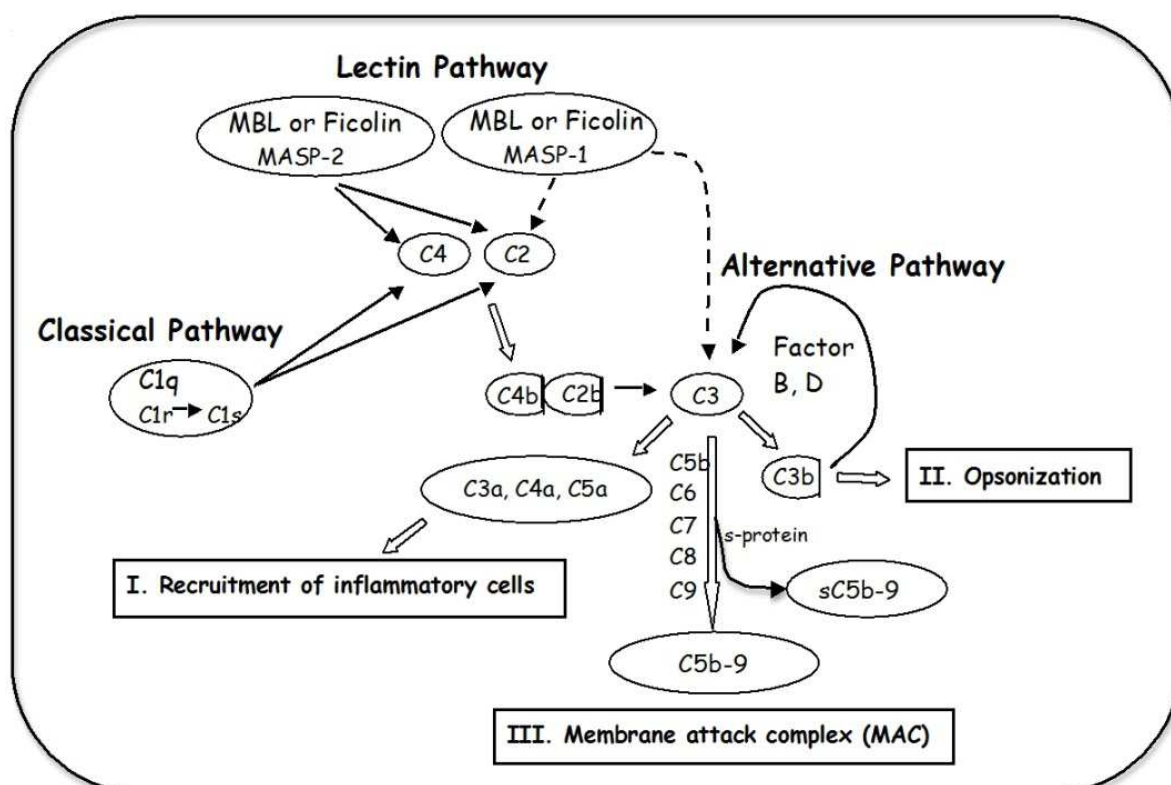 Lectin Pathway
MBL or Ficolin
MASP-2
MBL or Ficolin
MASP-1
C4
C2
Alternative Pathway
Classical Pathway
Factor
B, D
C1q
C1r
C1s
C4b
C2b
C3
C3b
II. Opsonization
C3a, C4a, C5a
C5b
C6
C7
C8
C9
s-protein
I. Recruitment of inflammatory cells
sC5b-9
C5b-9
III. Membrane attack complex (MAC)